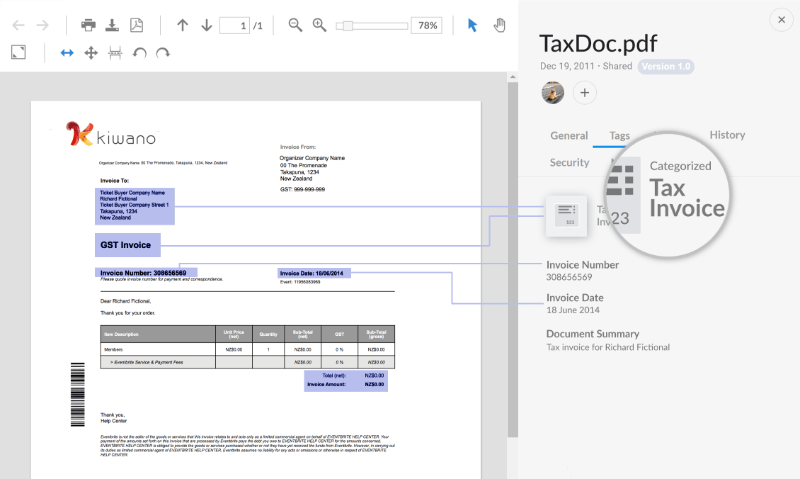 1 /1
78%
kiwano
Organizer Company Name 00 The Promenade, Takapuna, 1234, New Zealand
Invoice From:
Organizer Company Name
00 The Promenade
Takapuna, 1234
New Zealand
GST: 999-999-999
Invoice To:
Ticket Buyer Company Name
Richard Fictional
Ticket Buyer Company Street 1
Takapuna, 1234
New Zealand
GST Invoice
Invoice Number: 308656569
Please quote invoice number for payment and correspondence.
Invoice Date: 18/06/2014
Dear Richard Fictional,
Thank you for your order.
Item Description Unit Price (net) Quantity Sub-Total (net) GST Sub-Total (gross)
Members NZ$0.00 1 NZ$0.00 0 % NZ$0.00
+ Eventbrite Service & Payment Fees NZ$0.00 0 % NZ$0.00
Total (net): NZ$0.00
Invoice Amount: NZ$0.00
Thank you,
Help Center
TaxDoc.pdf
Dec 19, 2011 • Shared Version 1.0
General Tags History
Security
Categorized
Tax
Invoice
23
Invoice Number
308656569
Invoice Date
18 June 2014
Document Summary
Tax invoice for Richard Fictional